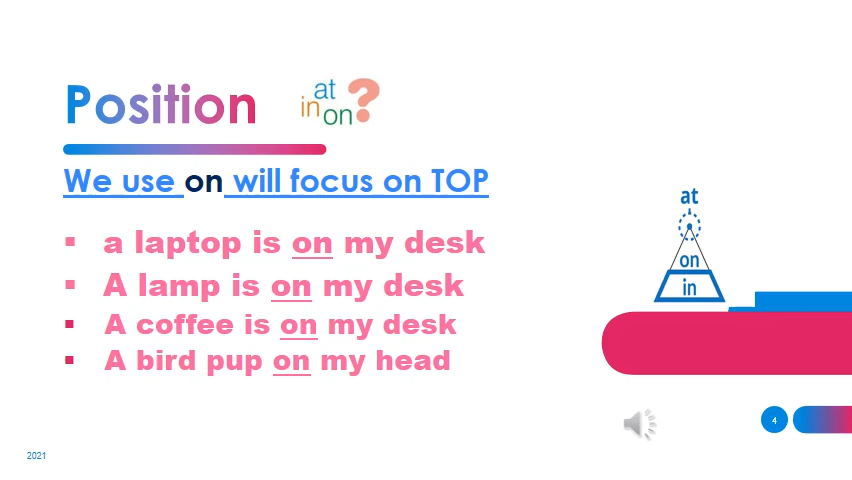 Position
at
in on?
We use on will focus on TOP
a laptop is on my desk
A lamp is on my desk
A coffee is on my desk
A bird pup on my head
at
on
in
4
2021